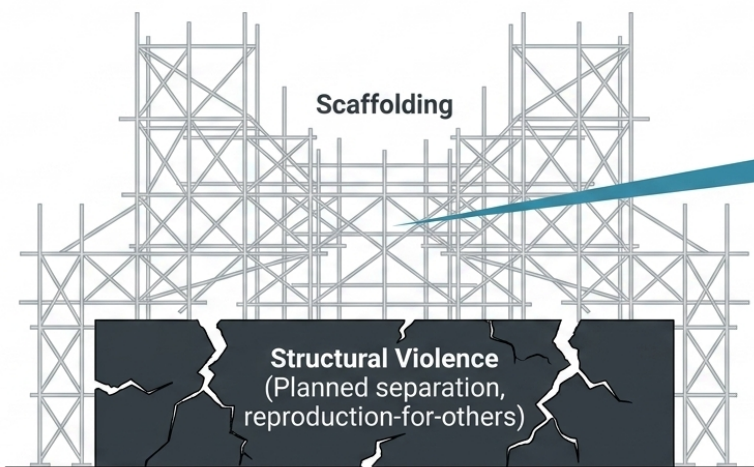 Scaffolding
Structural Violence
(Planned separation,
reproduction-for-others)